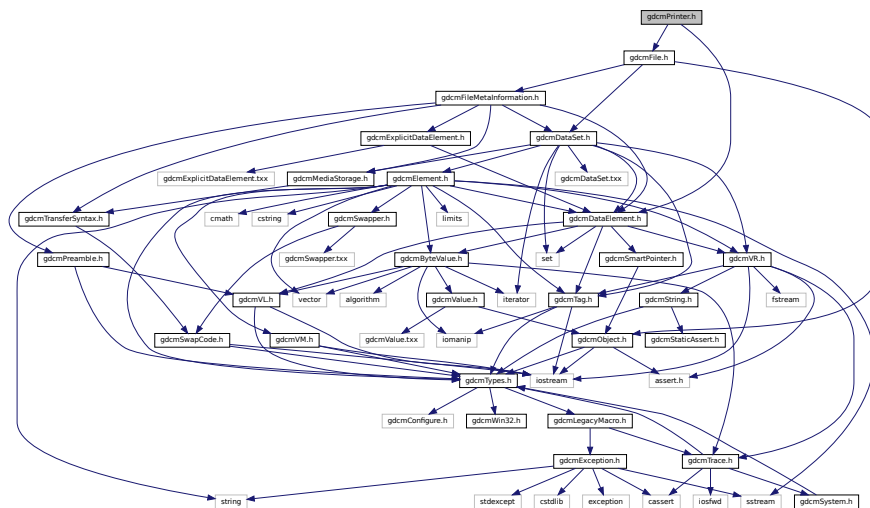 gdcmPrinter.h
gdcmFile.h
gdcmFileMetaInformation.h
gdcmExplicitDataElement.h
gdcmDataSet.h
gdcmExplicitDataElement.txx
gdcmMediaStorage.h
gdcmElement.h
gdcmDataSet.txx
gdcmTransferSyntax.h
cmath
cstring
gdcmSwapper.h
limits
gdcmDataElement.h
gdcmPreamble.h
gdcmSwapper.txx
gdcmByteValue.h
set
gdcmSmartPointer.h
gdcmVR.h
gdcmVL.h
vector
algorithm
gdcmValue.h
iterator
gdcmTag.h
gdcmString.h
fstream
gdcmSwapCode.h
gdcmVM.h
gdcmValue.txx
iomanip
gdcmObject.h
gdcmStaticAssert.h
gdcmTypes.h
iostream
assert.h
gdcmConfigure.h
gdcmWin32.h
gdcmLegacyMacro.h
gdcmException.h
gdcmTrace.h
string
stdexcept
cstdlib
exception
cassert
iosfwd
sstream
gdcmSystem.h